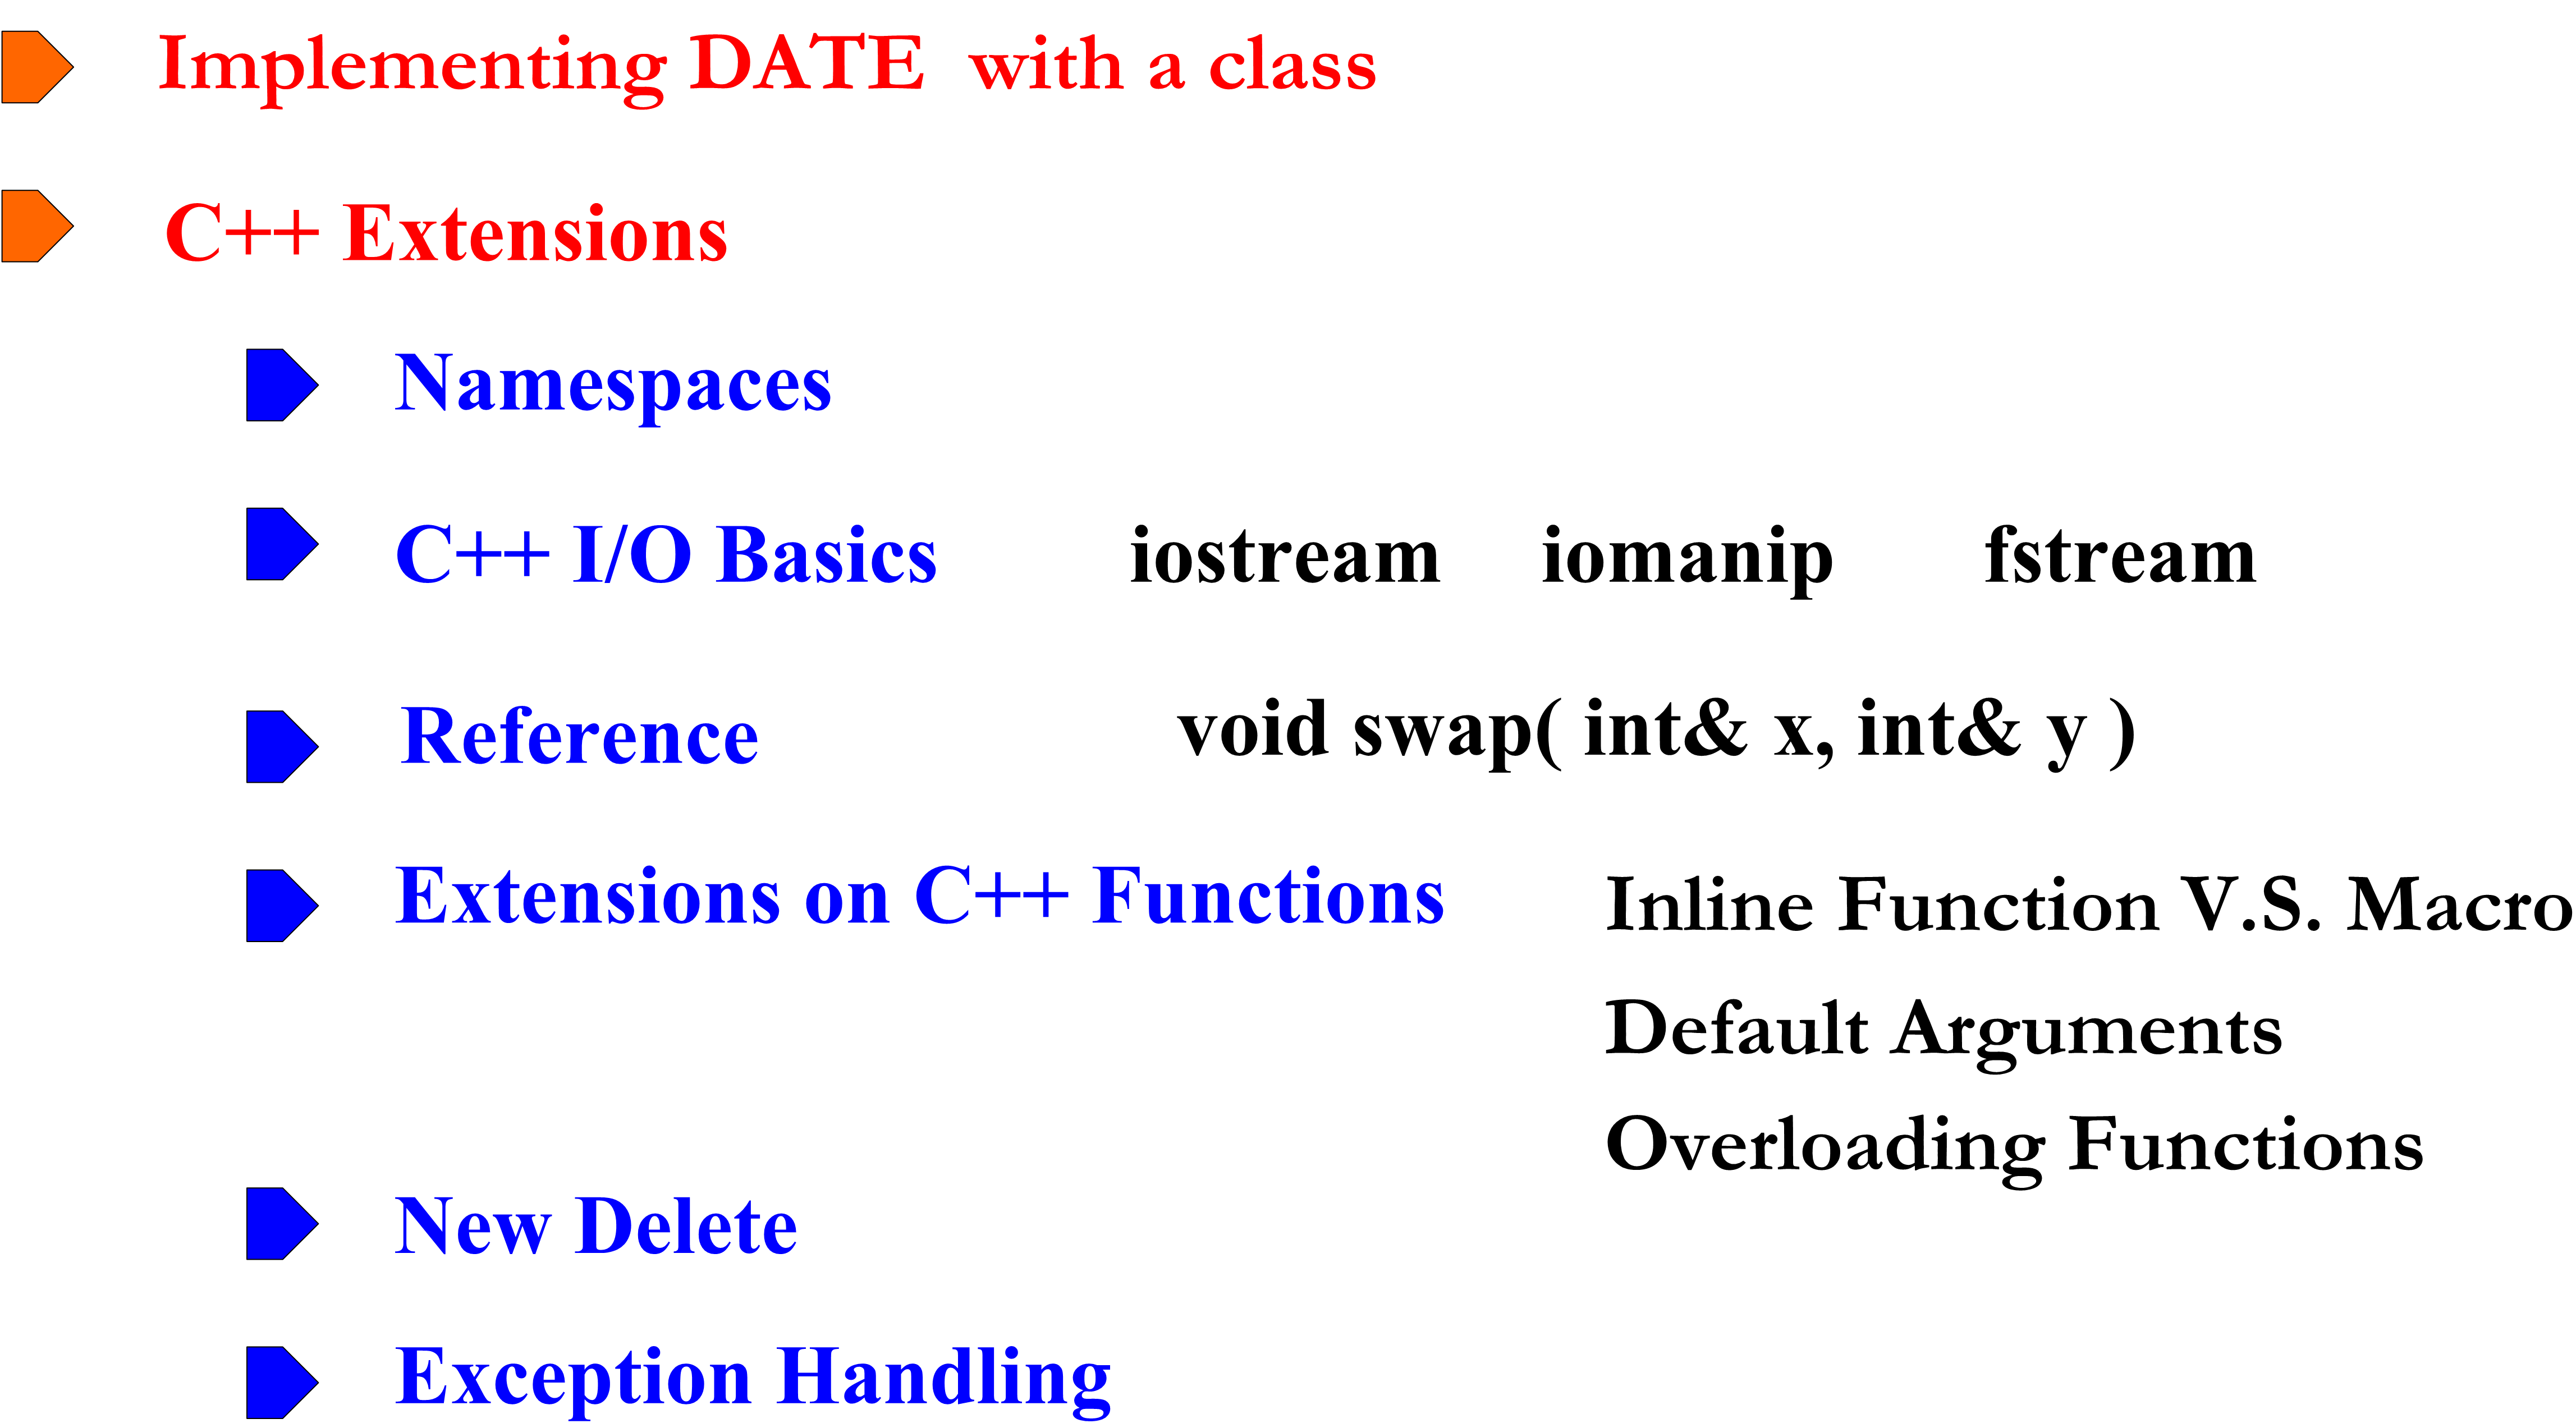 Implementing DATE with a class
C++ Extensions
Namespaces
C++ I/O Basics iostream iomanip fstream
Reference void swap( int& x, int& y )
Extensions on C++ Functions Inline Function V.S. Macro
Default Arguments
Overloading Functions
New Delete
Exception Handling